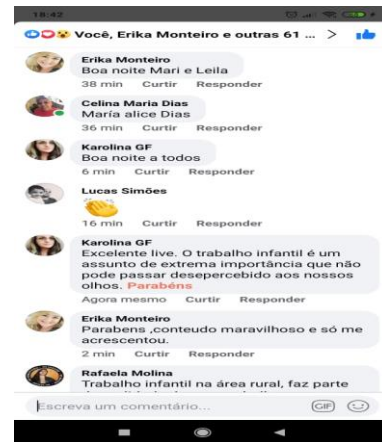 18:42
Você, Erika Monteiro e outras 61 ... >
Erika Monteiro
Boa noite Mari e Leila
38 min Curtir Responder
Celina Maria Dias
María alice Dias
36 min Curtir Responder
Karolina GF
Boa noite a todos
6 min Curtir Responder
Lucas Simões
16 min Curtir Responder
Karolina GF
Excelente live. O trabalho infantil é um
assunto de extrema importância que não
pode passar desepercebido aos nossos
olhos. Parabéns
Agora mesmo Curtir Responder
Erika Monteiro
Parabens ,conteudo maravilhoso e só me
acrescentou.
2 min Curtir Responder
Rafaela Molina
Trabalho infantil na área rural, faz parte
Escreva um comentário...
GIF